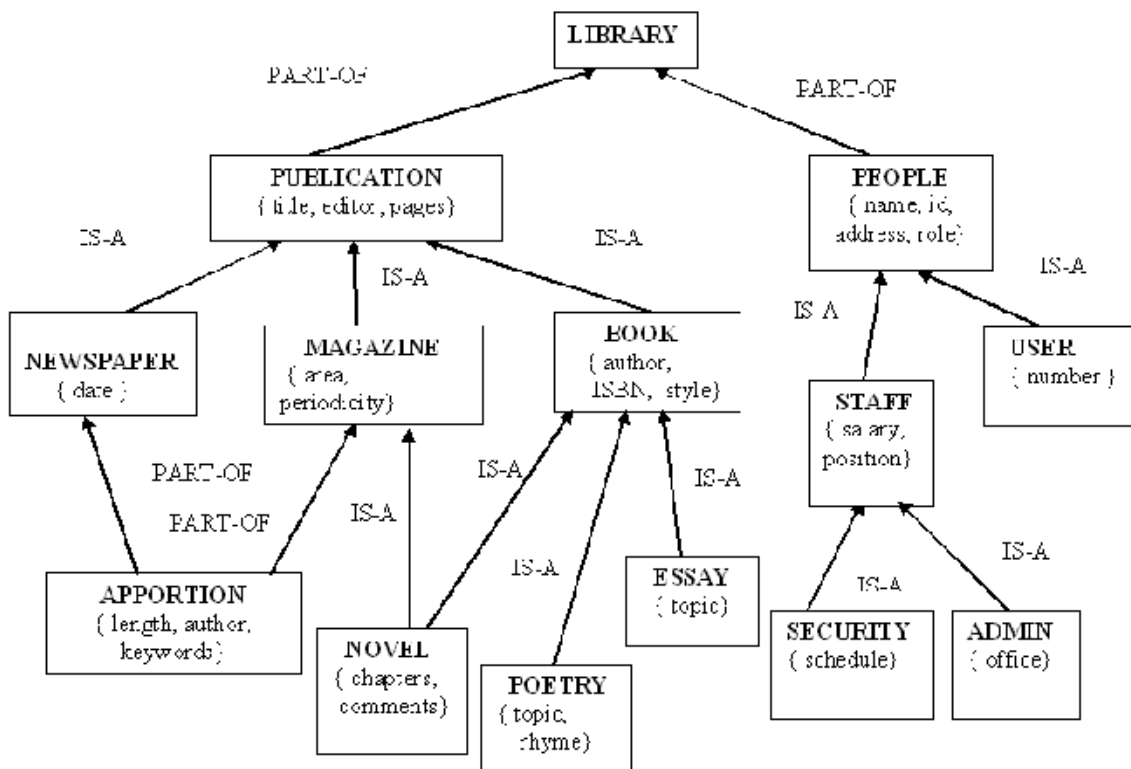 LIBRARY
PART-OF
PART-OF
PUBLICATION
{ title, editor, pages}
PEOPLE
{ name, id,
address, role}
IS-A
IS-A
IS-A
IS-A
IS-A
NEWSPAPER
{ date }
MAGAZINE
{ area,
periodicity}
BOOK
{ author,
ISBN, style}
USER
{ number }
STAFF
{ salary,
position}
PART-OF
PART-OF
IS-A
IS-A
IS-A
IS-A
IS-A
IS-A
APPORTION
{ length, author,
keywords}
NOVEL
{ chapters,
comments}
POETRY
{ topic,
rhyme}
ESSAY
{ topic}
SECURITY
{ schedule}
ADMIN
{ office}